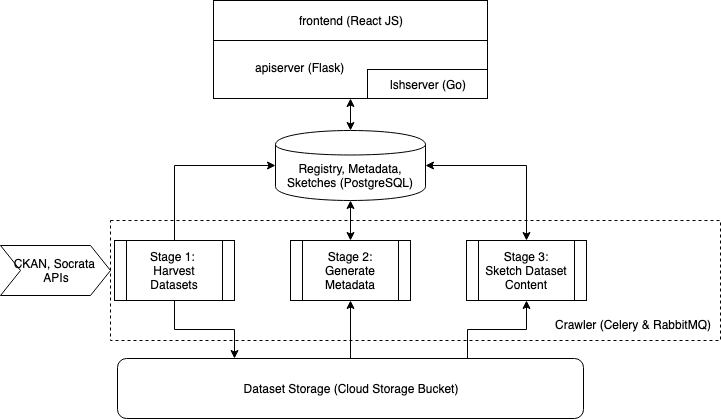 frontend (React JS)
apiserver (Flask)
lshserver (Go)
Registry, Metadata,
Sketches (PostgreSQL)
CKAN, Socrata
APIs
Stage 1:
Harvest
Datasets
Stage 2:
Generate
Metadata
Stage 3:
Sketch Dataset
Content
Crawler (Celery & RabbitMQ)
Dataset Storage (Cloud Storage Bucket)